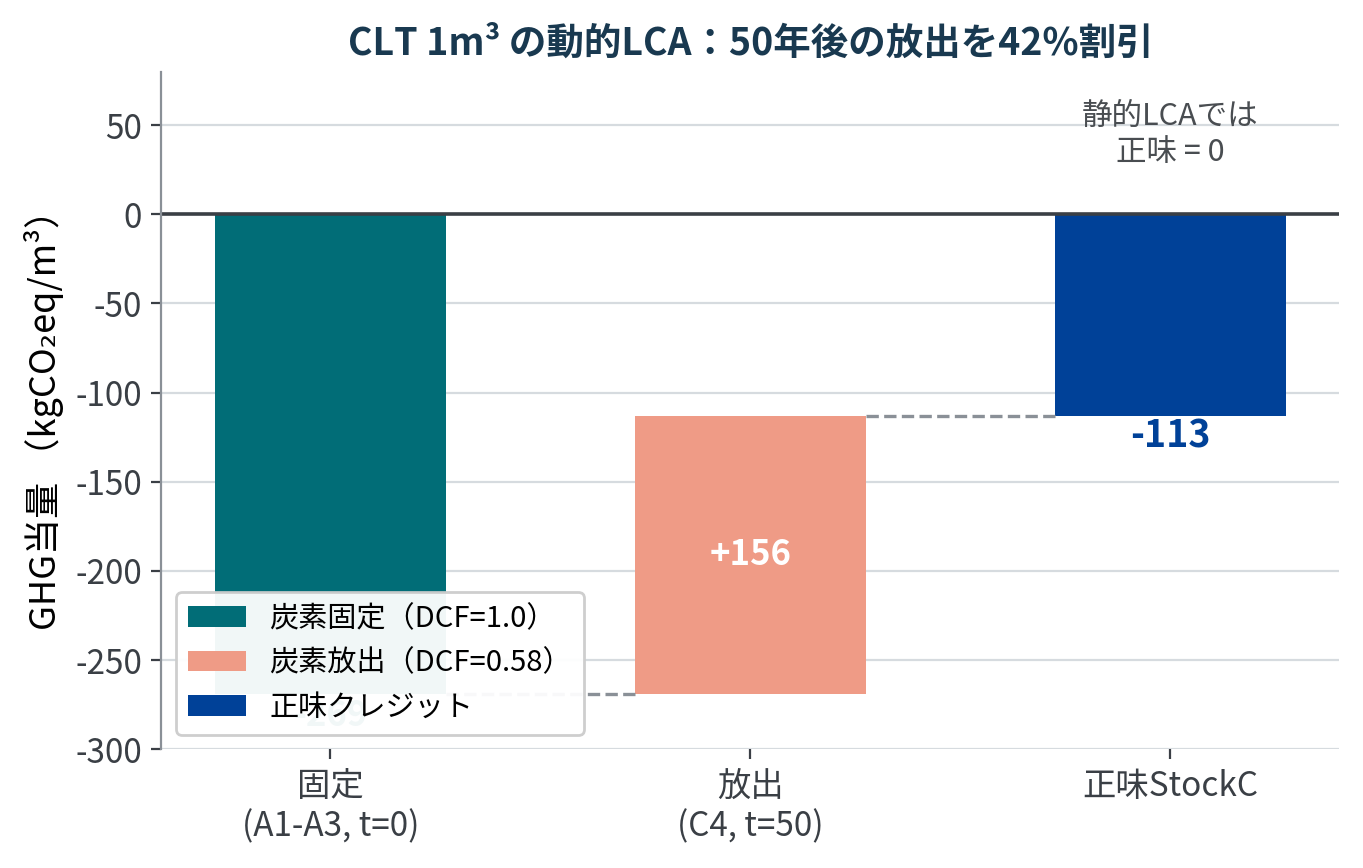 CLT 1m³ の動的LCA：50年後の放出を42%割引
GHG当量 （kgCO₂eq/m³）
50
0
-50
-100
-150
-200
-250
-300
静的LCAでは
正味 = 0
-113
+156
炭素固定（DCF=1.0）
炭素放出（DCF=0.58）
正味クレジット
固定
(A1-A3, t=0)
放出
(C4, t=50)
正味StockC